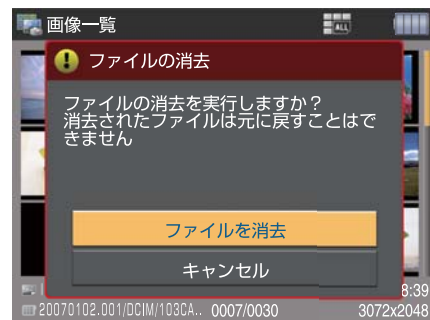 画像一覧
ALL
ファイルの消去
ファイルの消去を実行しますか？
消去されたファイルは元に戻すことはで
きません
ファイルを消去
キャンセル
8:39
20070102.001/DCIM/103CA.. 0007/0030 3072x2048